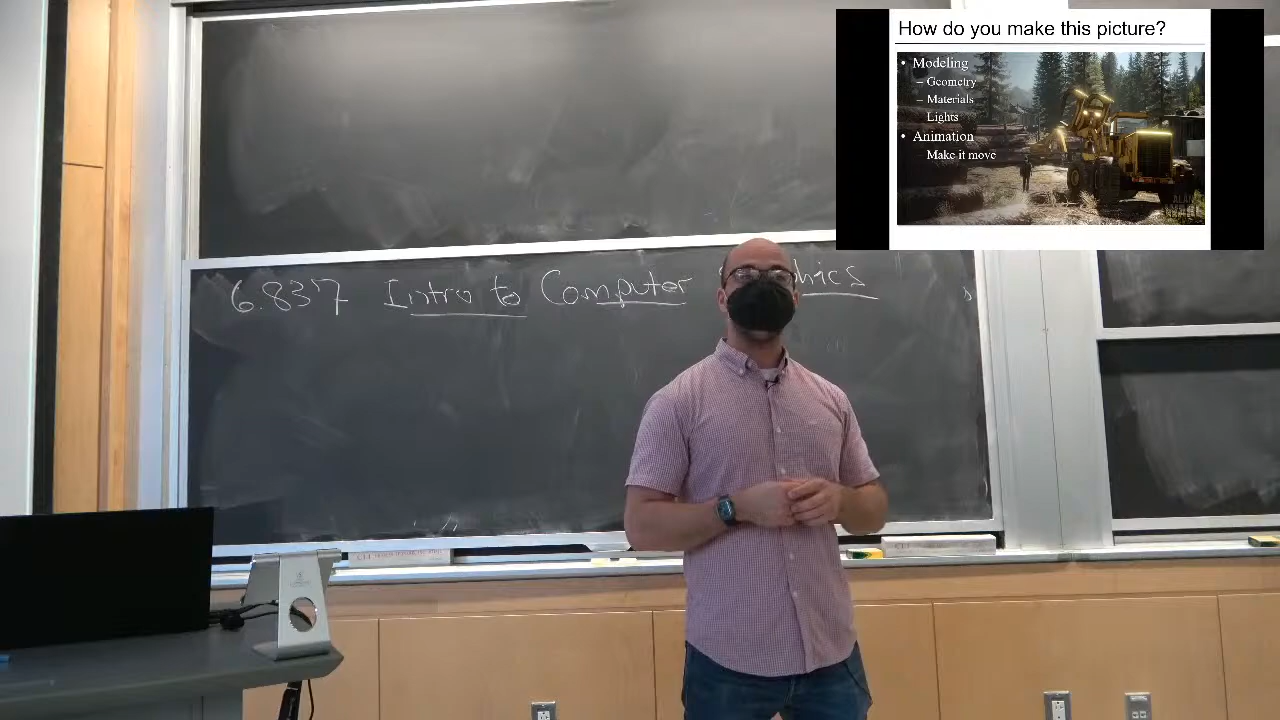 How do you make this picture?
• Modeling
– Geometry
– Materials
Lights
• Animation
Make it move
6.837 Intro to Computer phics